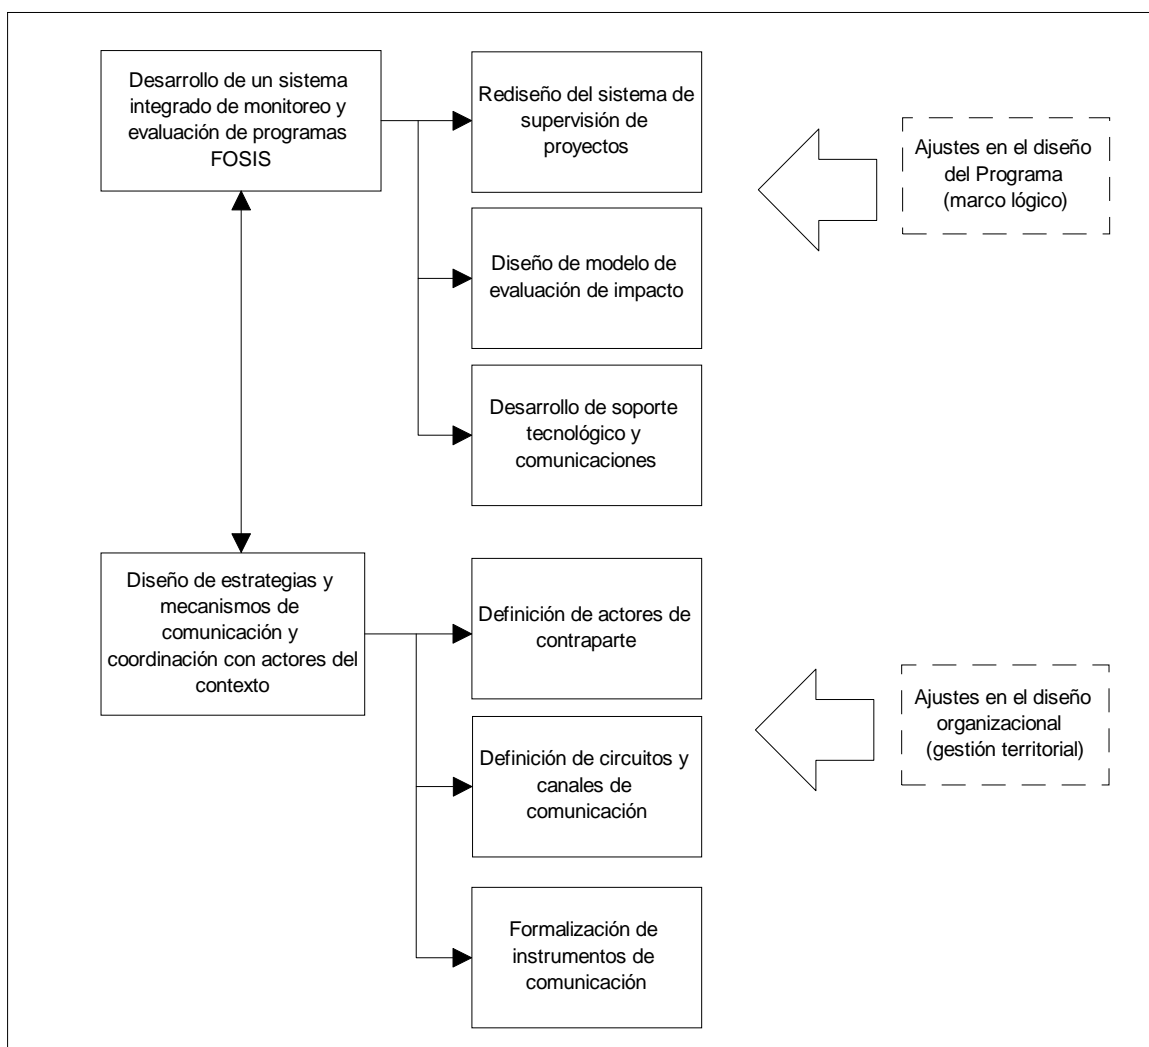 Desarrollo de un sistema
integrado de monitoreo y
evaluación de programas
FOSIS
Rediseño del sistema de
supervisión de
proyectos
Ajustes en el diseño
del Programa
(marco lógico)
Diseño de modelo de
evaluación de impacto
Desarrollo de soporte
tecnológico y
comunicaciones
Diseño de estrategias y
mecanismos de
comunicación y
coordinación con actores del
contexto
Definición de actores de
contraparte
Ajustes en el diseño
organizacional
(gestión territorial)
Definición de circuitos y
canales de
comunicación
Formalización de
instrumentos de
comunicación